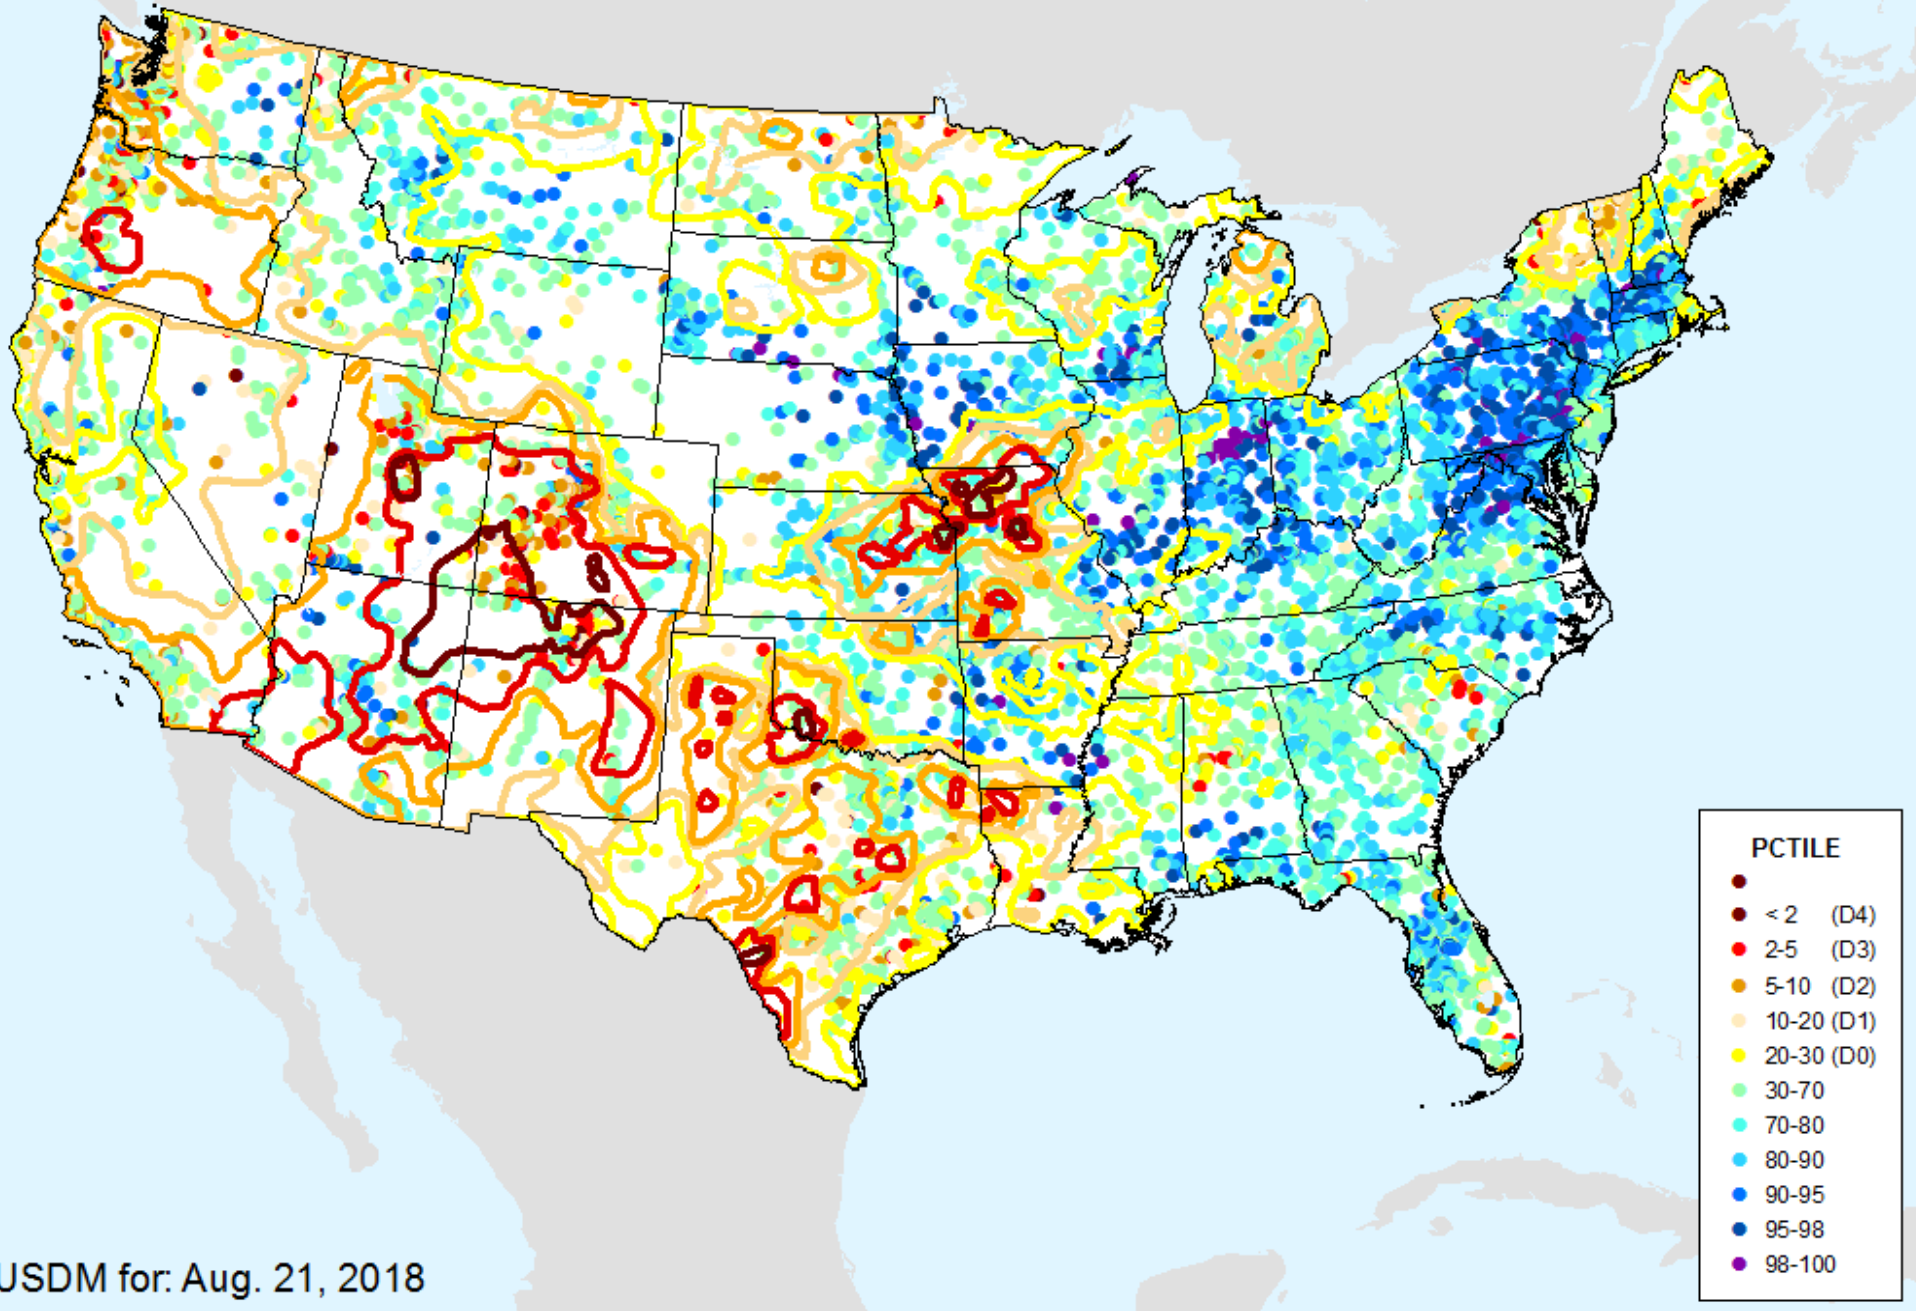 PCTILE
< 2 (D4)
2-5 (D3)
5-10 (D2)
10-20 (D1)
20-30 (D0)
30-70
70-80
80-90
90-95
95-98
98-100
USDM for: Aug. 21, 2018